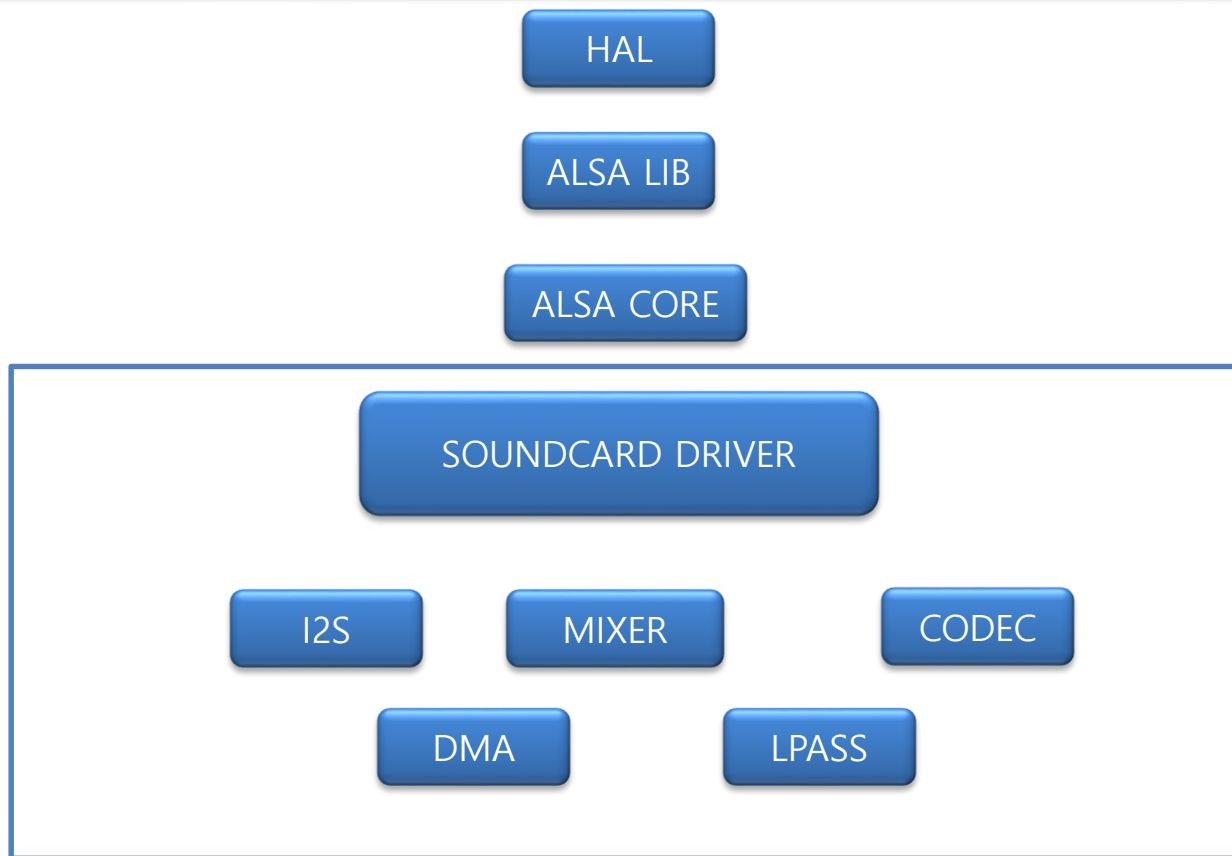 HAL
ALSA LIB
ALSA CORE
SOUNDCARD DRIVER
I2S
MIXER
CODEC
DMA
LPASS